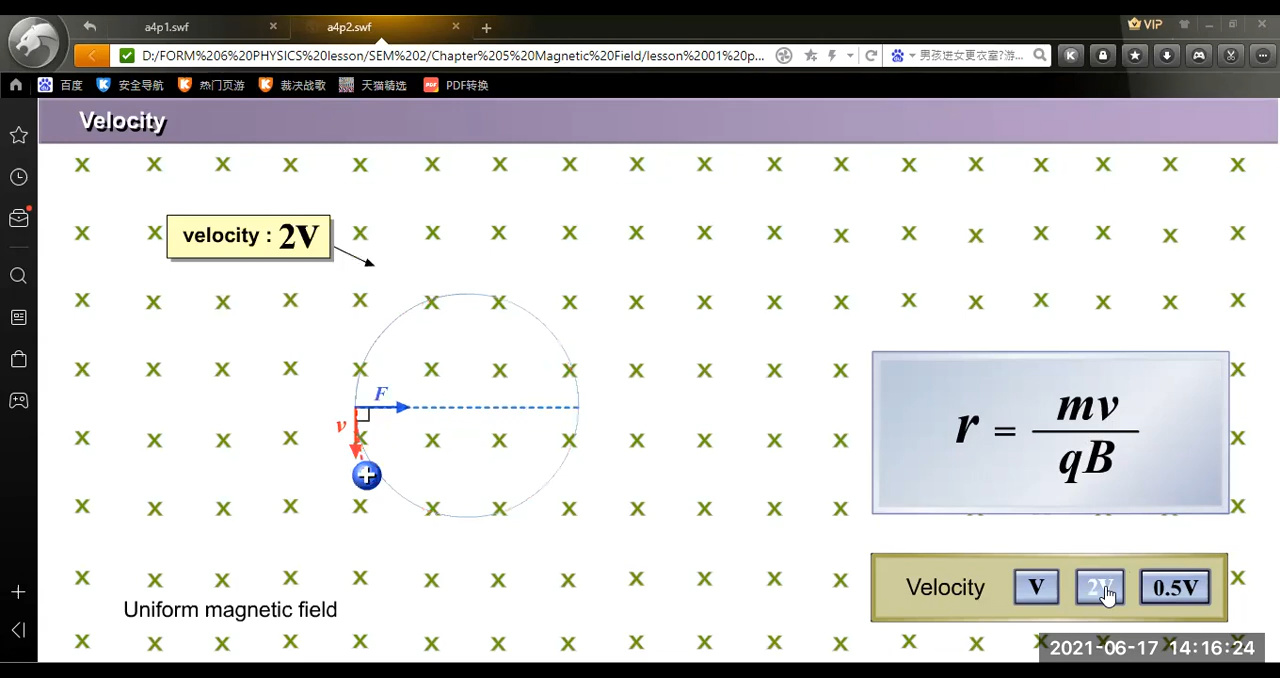 a4p1.swf
a4p2.swf
VIP
D:/FORM%206%20PHYSICS%20lesson/SEM%202/Chapter%205%20Magnetic%20Field/lesson%2001%20p...
男孩进女更衣室?游...
百度
安全导航
热门页游
裁决战歌
天猫精选
PDF PDF转换
Velocity
velocity : 2V
F
v
r = mv / qB
Velocity V 2V 0.5V
Uniform magnetic field
2021-06-17 14:16:24